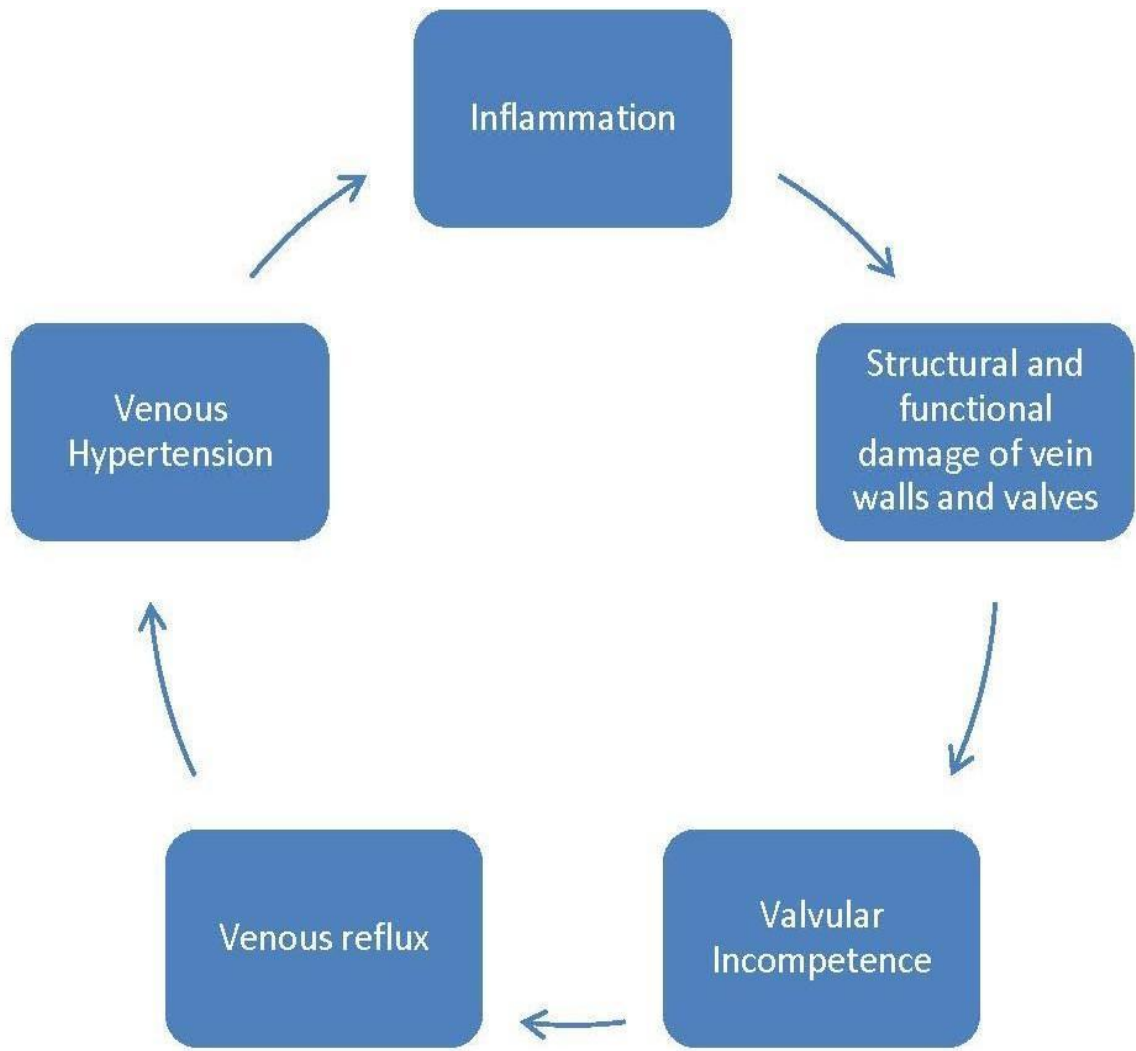 Inflammation
Structural and
functional
damage of vein
walls and valves
Valvular
Incompetence
Venous reflux
Venous
Hypertension